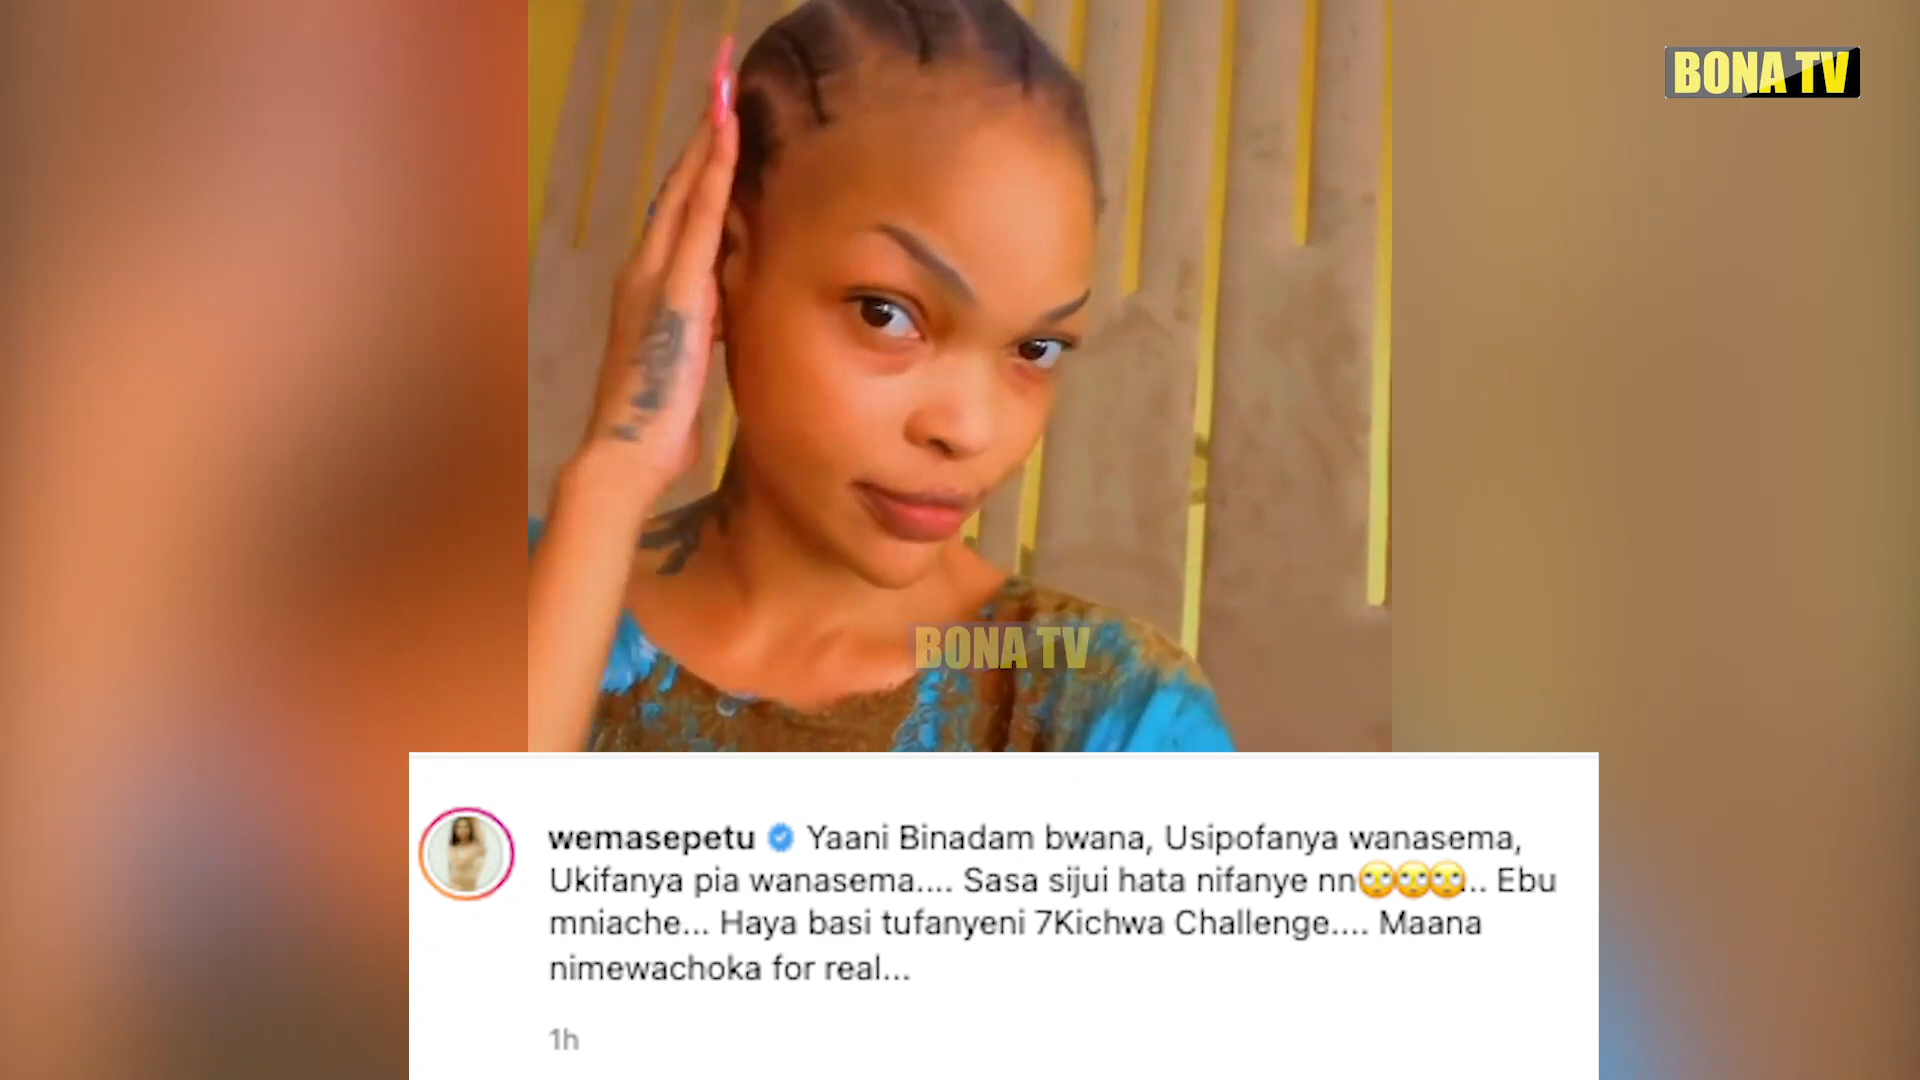 BONA TV
BONA TV
wemasepetu Yaani Binadam bwana, Usipofanya wanasema,
Ukifanya pia wanasema.... Sasa sijui hata nifanye nn🙄🙄🙄... Ebu
mniache... Haya basi tufanyeni 7Kichwa Challenge.... Maana
nimewachoka for real...
1h